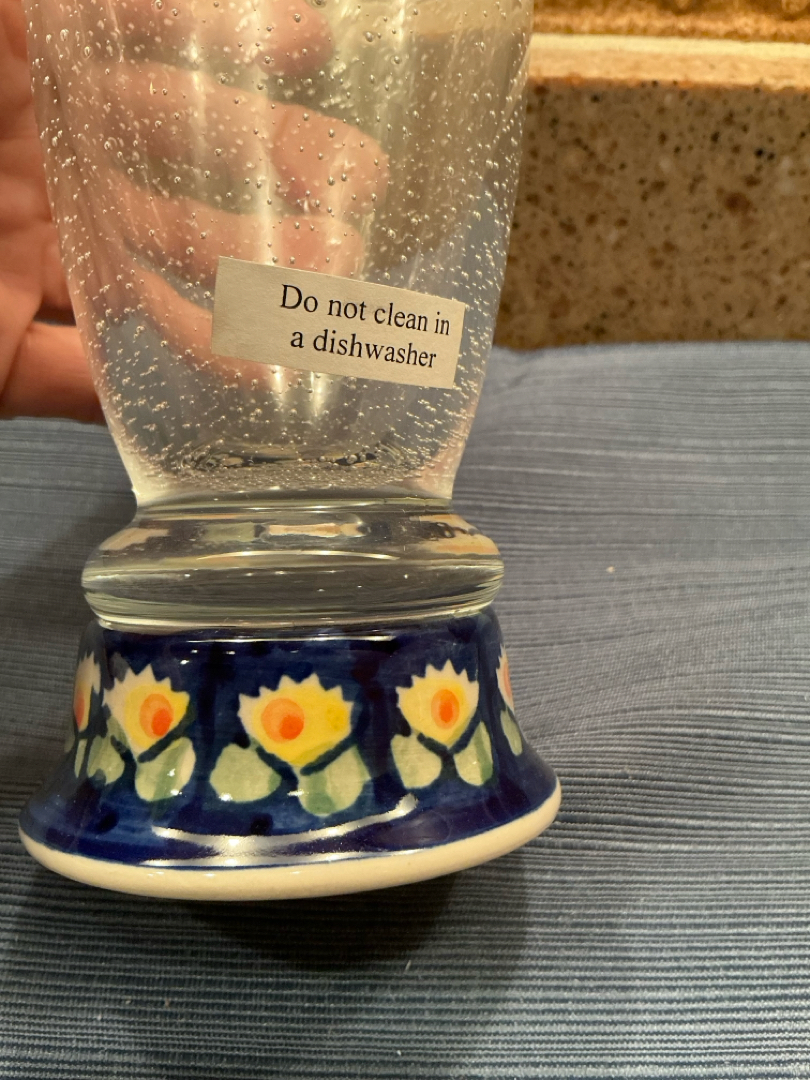 Do not clean in
a dishwasher